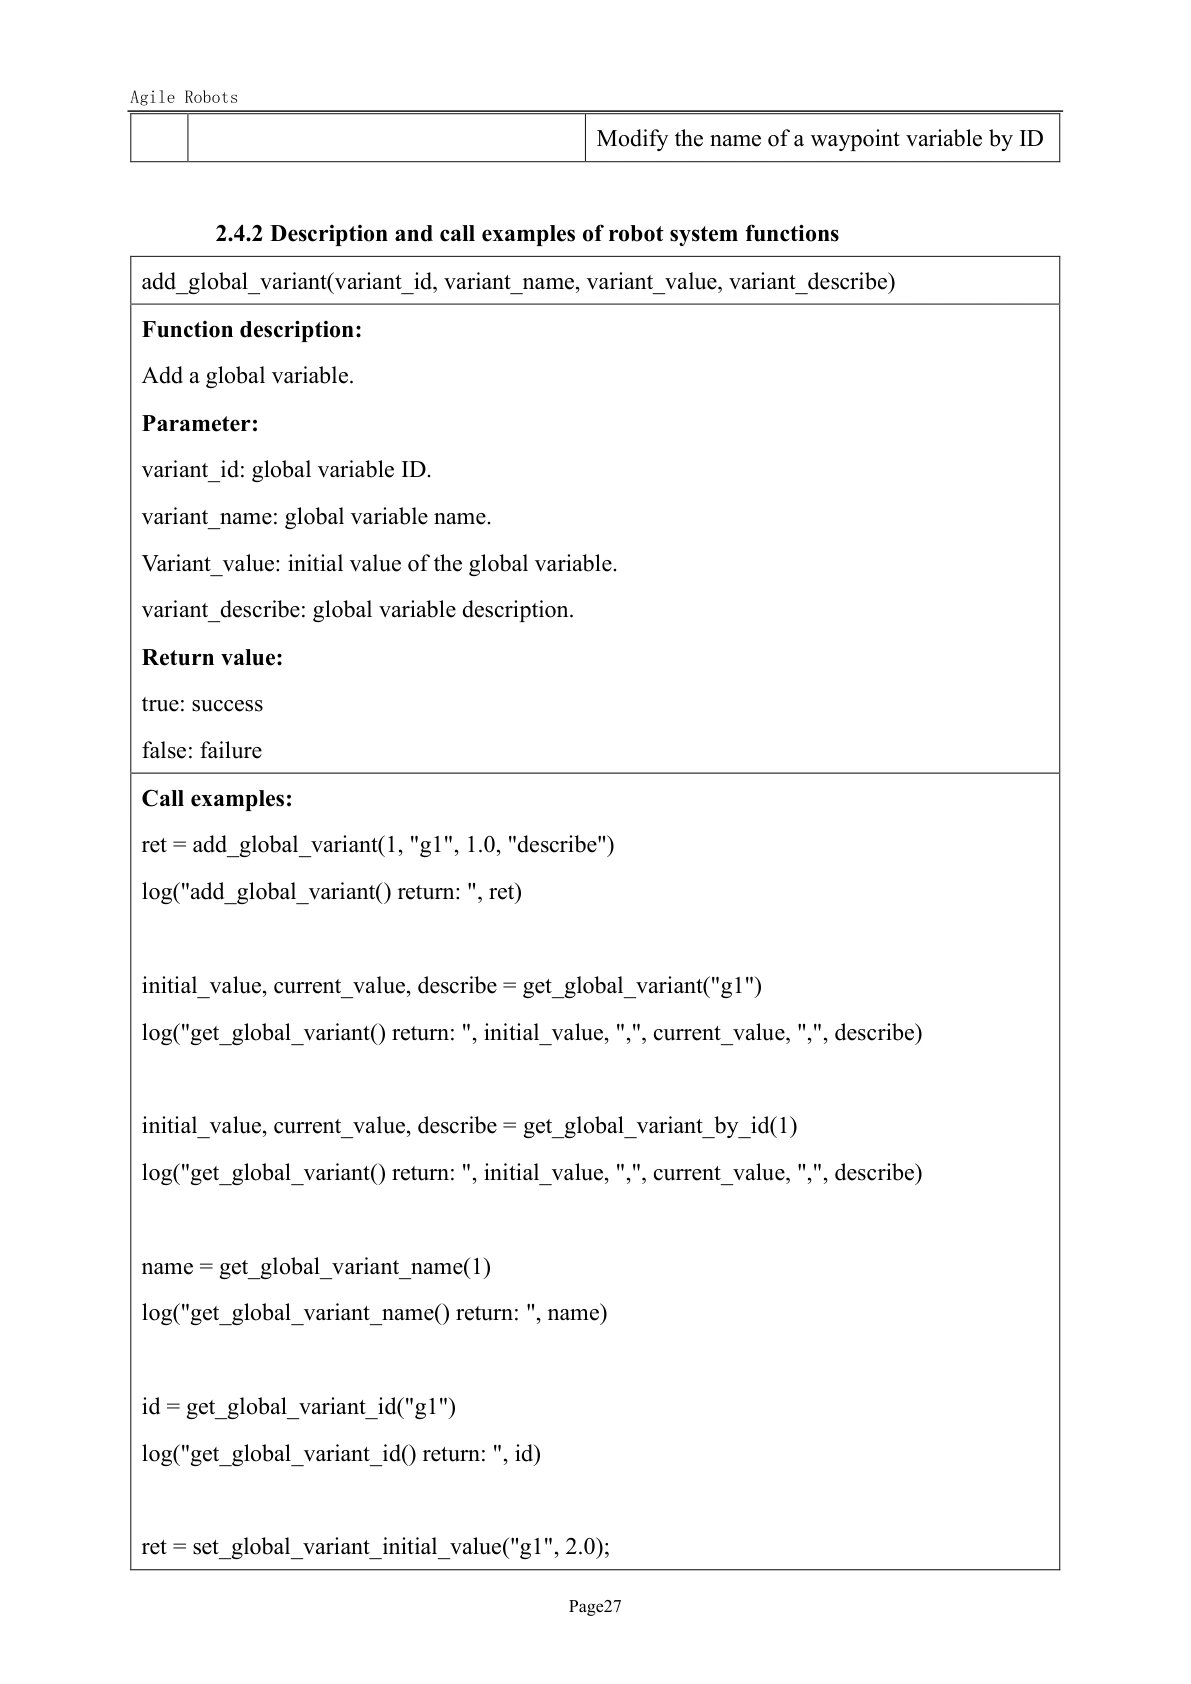 Agile Robots
Modify the name of a waypoint variable by ID
2.4.2 Description and call examples of robot system functions
add_global_variant(variant_id, variant_name, variant_value, variant_describe)
Function description:
Add a global variable.
Parameter:
variant_id: global variable ID.
variant_name: global variable name.
Variant_value: initial value of the global variable.
variant_describe: global variable description.
Return value:
true: success
false: failure
Call examples:
ret = add_global_variant(1, "g1", 1.0, "describe")
log("add_global_variant() return: ", ret)
initial_value, current_value, describe = get_global_variant("g1")
log("get_global_variant() return: ", initial_value, ",", current_value, ",", describe)
initial_value, current_value, describe = get_global_variant_by_id(1)
log("get_global_variant() return: ", initial_value, ",", current_value, ",", describe)
name = get_global_variant_name(1)
log("get_global_variant_name() return: ", name)
id = get_global_variant_id("g1")
log("get_global_variant_id() return: ", id)
ret = set_global_variant_initial_value("g1", 2.0);
Page27